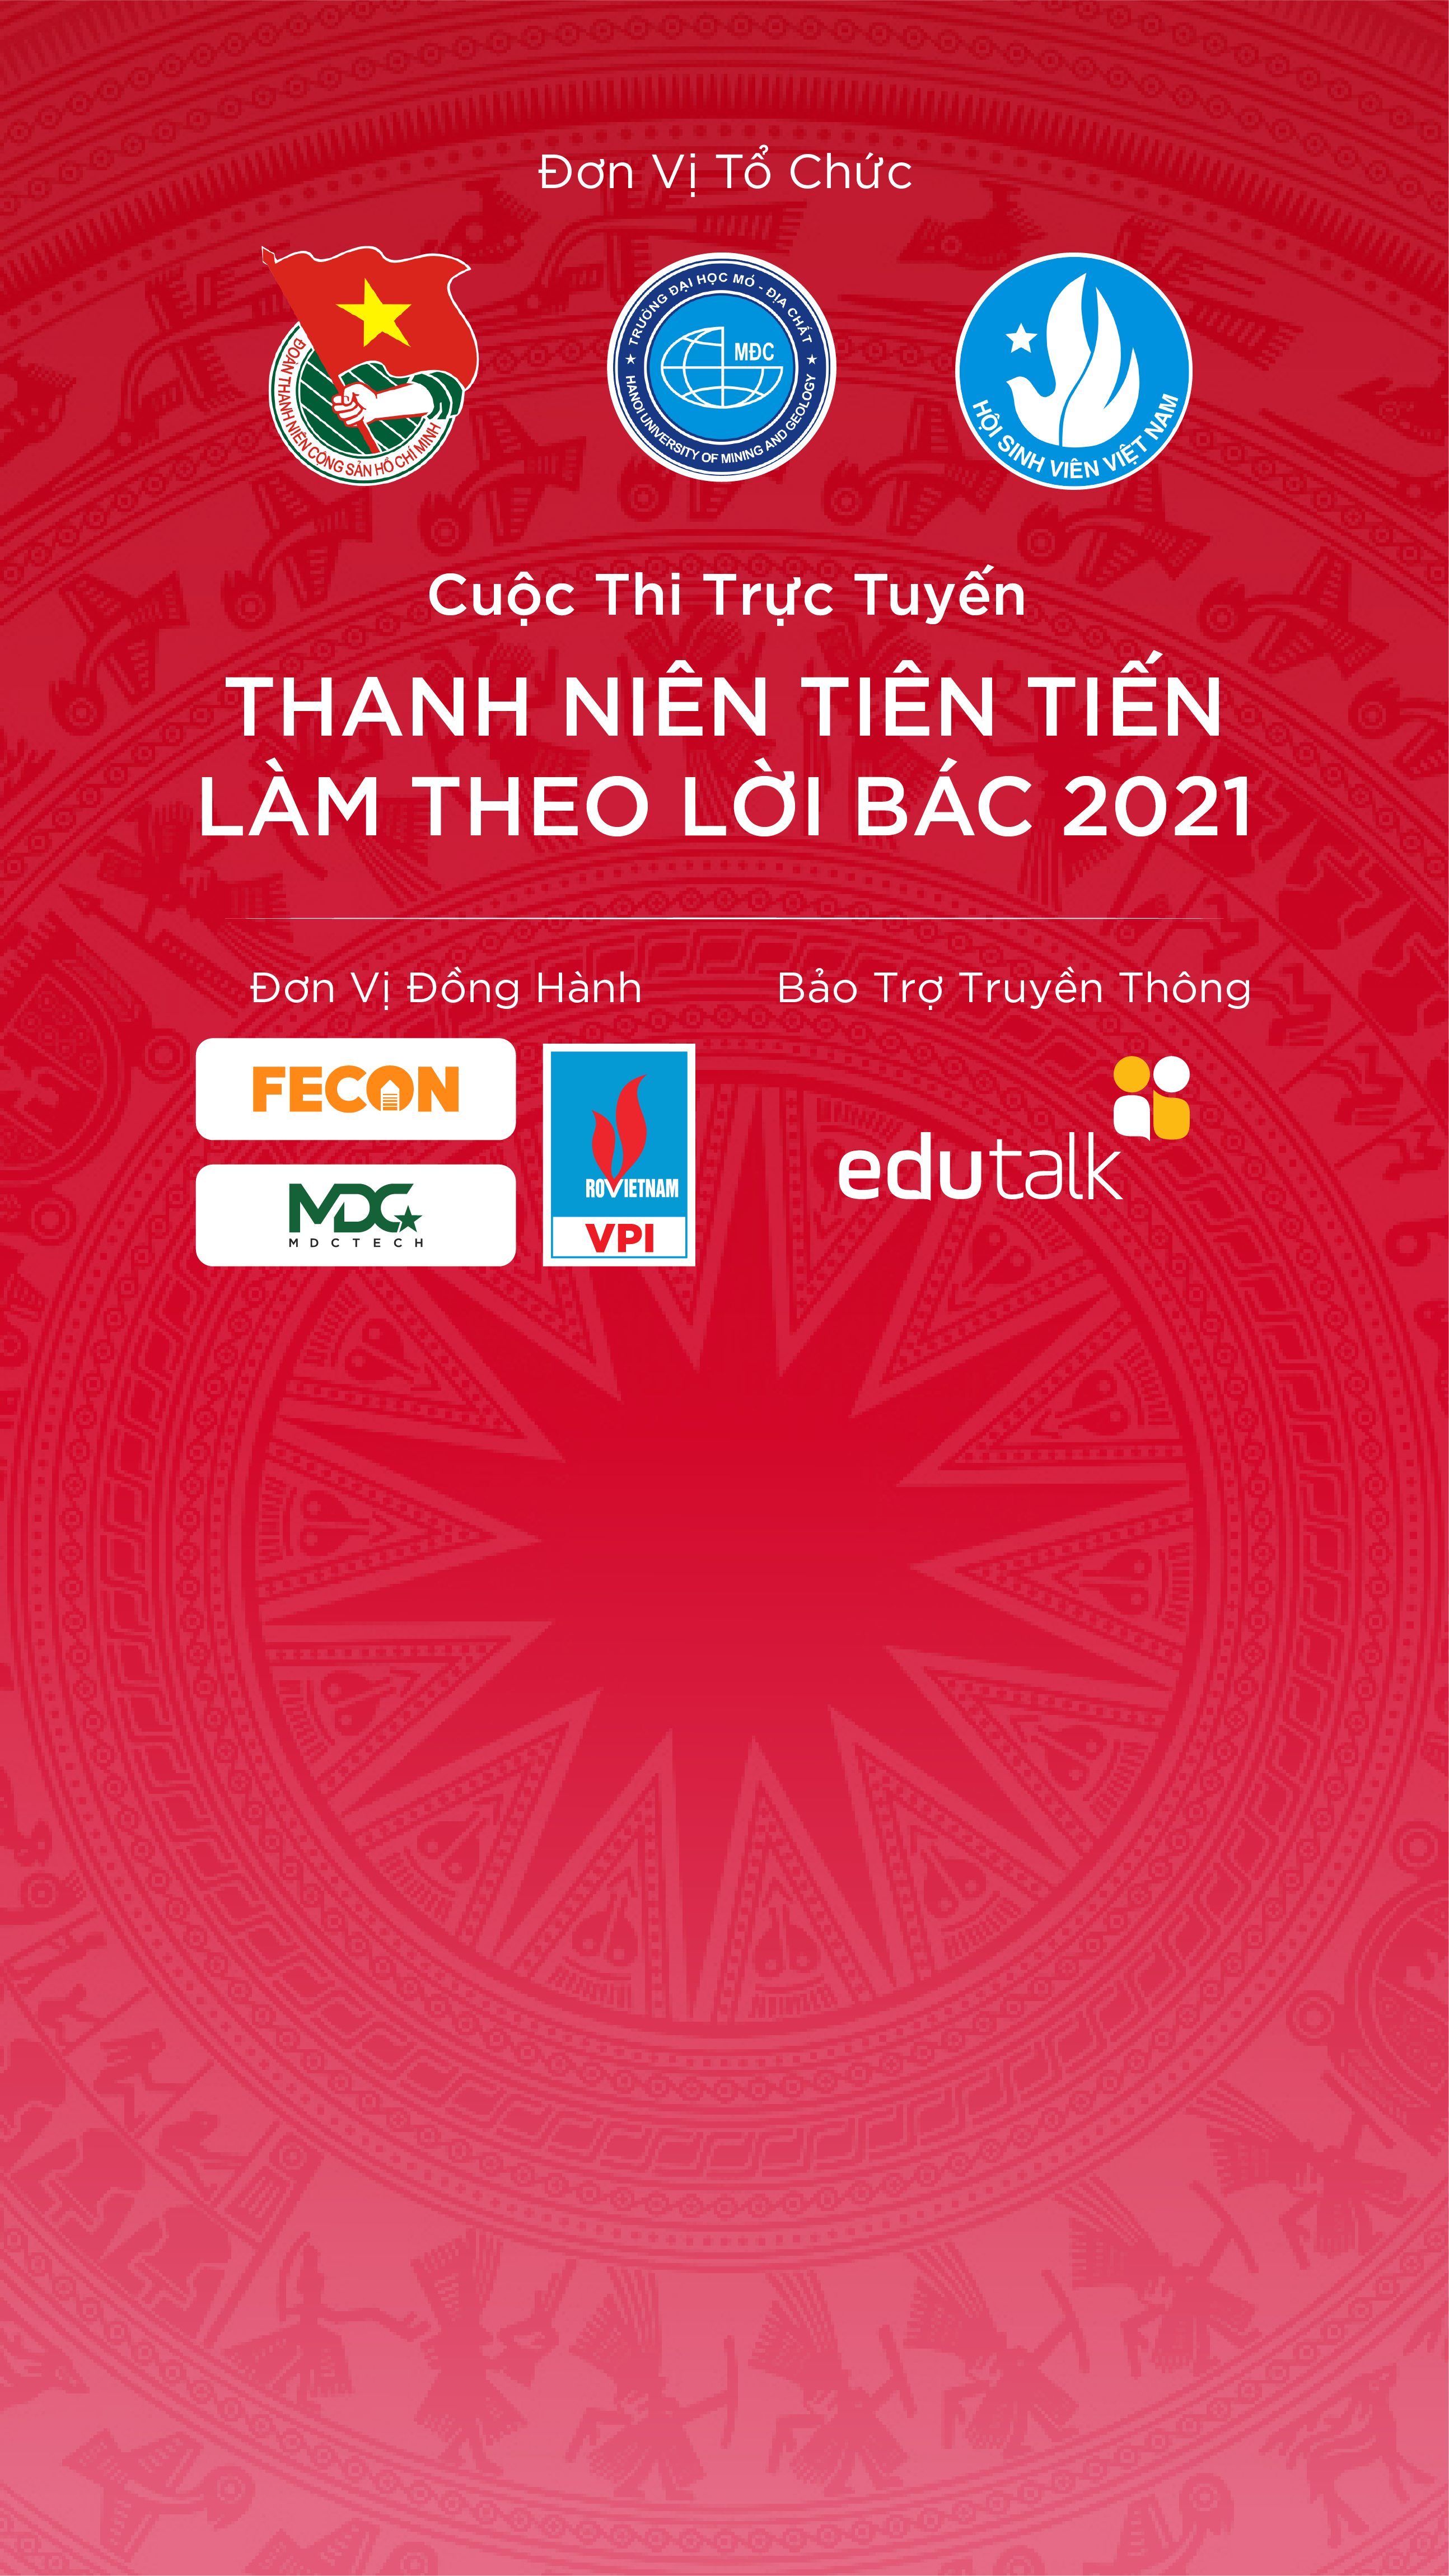 Đơn Vị Tổ Chức
ĐOÀN THANH NIÊN CỘNG SẢN HỒ CHÍ MINH
TRƯỜNG ĐẠI HỌC MỎ - ĐỊA CHẤT
MĐC
HANOI UNIVERSITY OF MINING AND GEOLOGY
HỘI SINH VIÊN VIỆT NAM
Cuộc Thi Trực Tuyến
THANH NIÊN TIÊN TIẾN
LÀM THEO LỜI BÁC 2021
Đơn Vị Đồng Hành
FECON
MDC
MDCTECH
ROVIETNAM
VPI
Bảo Trợ Truyền Thông
edutalk